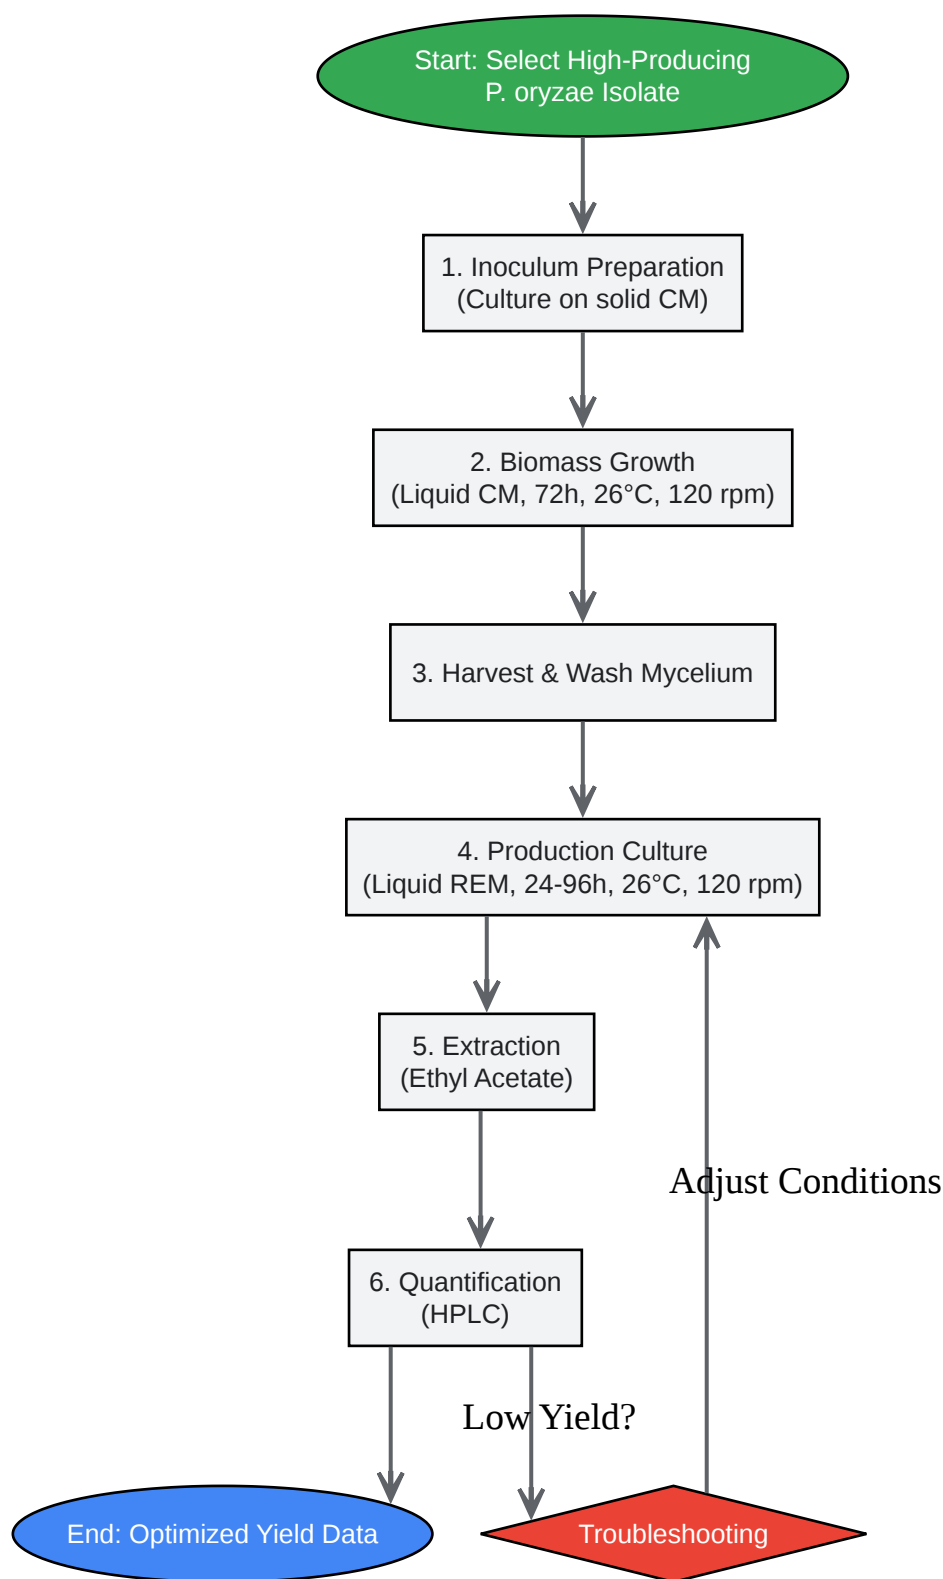 Start: Select High-Producing
P. oryzae Isolate
1. Inoculum Preparation
(Culture on solid CM)
2. Biomass Growth
(Liquid CM, 72h, 26°C, 120 rpm)
3. Harvest & Wash Mycelium
4. Production Culture
(Liquid REM, 24-96h, 26°C, 120 rpm)
5. Extraction
(Ethyl Acetate)
Adjust Conditions
6. Quantification
(HPLC)
Low Yield?
End: Optimized Yield Data
Troubleshooting